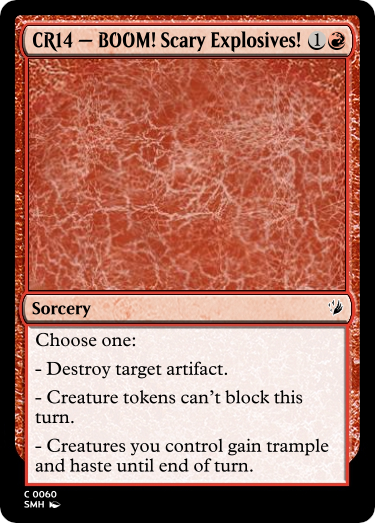 CR14 — BOOM! Scary Explosives! 1
Sorcery
Choose one:
- Destroy target artifact.
- Creature tokens can't block this
turn.
- Creatures you control gain trample
and haste until end of turn.
C 0060
SMH